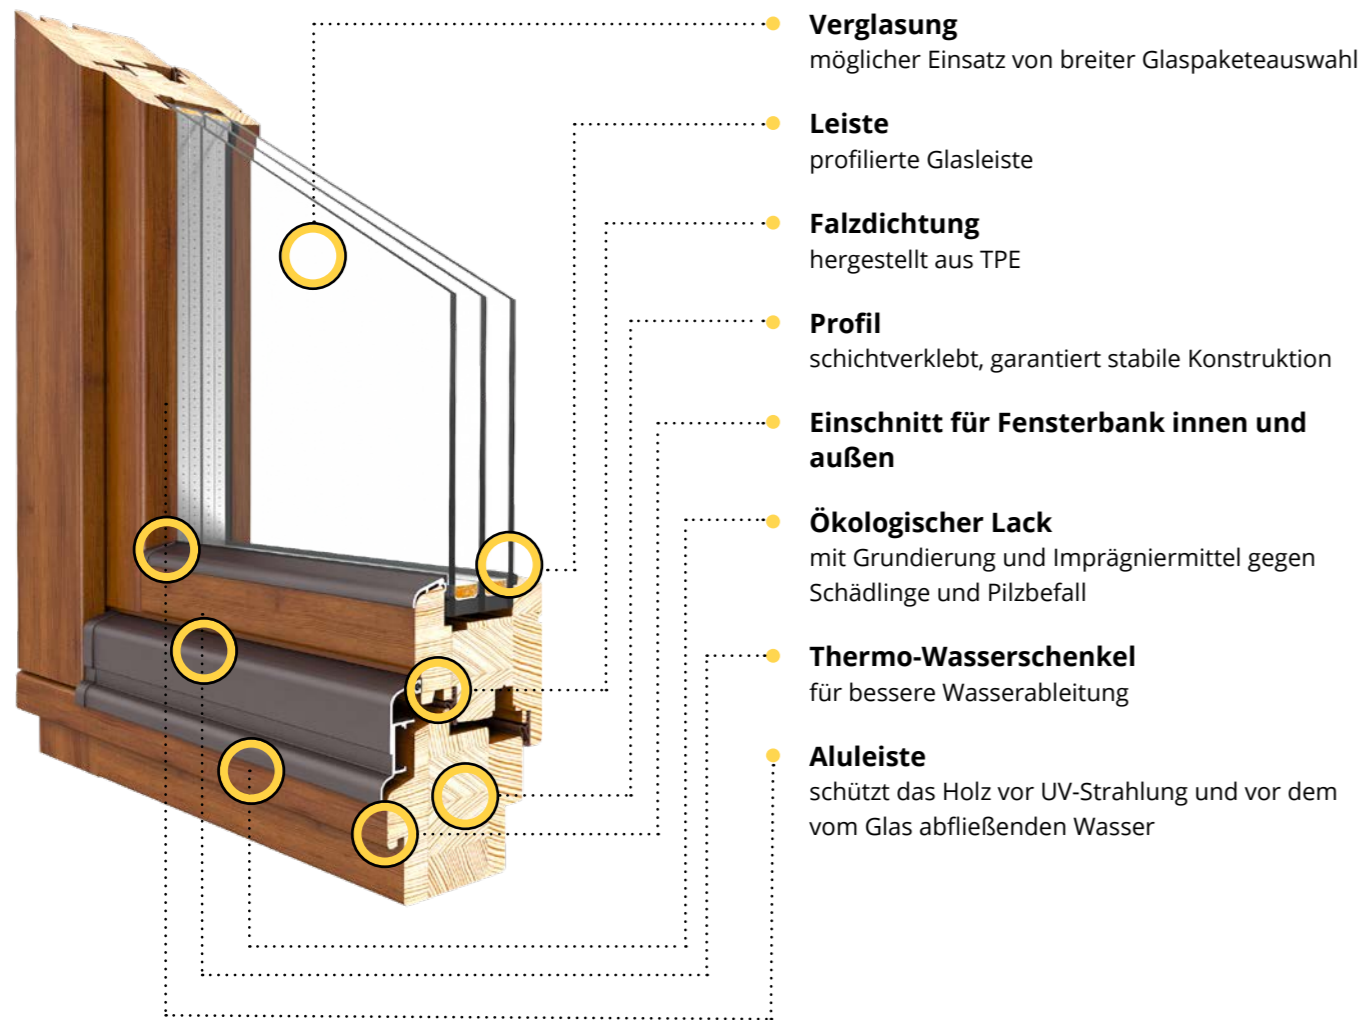 Verglasung
möglicher Einsatz von breiter Glaspaketeauswahl
Leiste
profilierte Glasleiste
Falzdichtung
hergestellt aus TPE
Profil
schichtverklebt, garantiert stabile Konstruktion
Einschnitt für Fensterbank innen und
außen
Ökologischer Lack
mit Grundierung und Imprägniermittel gegen
Schädlinge und Pilzbefall
Thermo-Wasserschenkel
für bessere Wasserableitung
Aluleiste
schützt das Holz vor UV-Strahlung und vor dem
vom Glas abfließenden Wasser